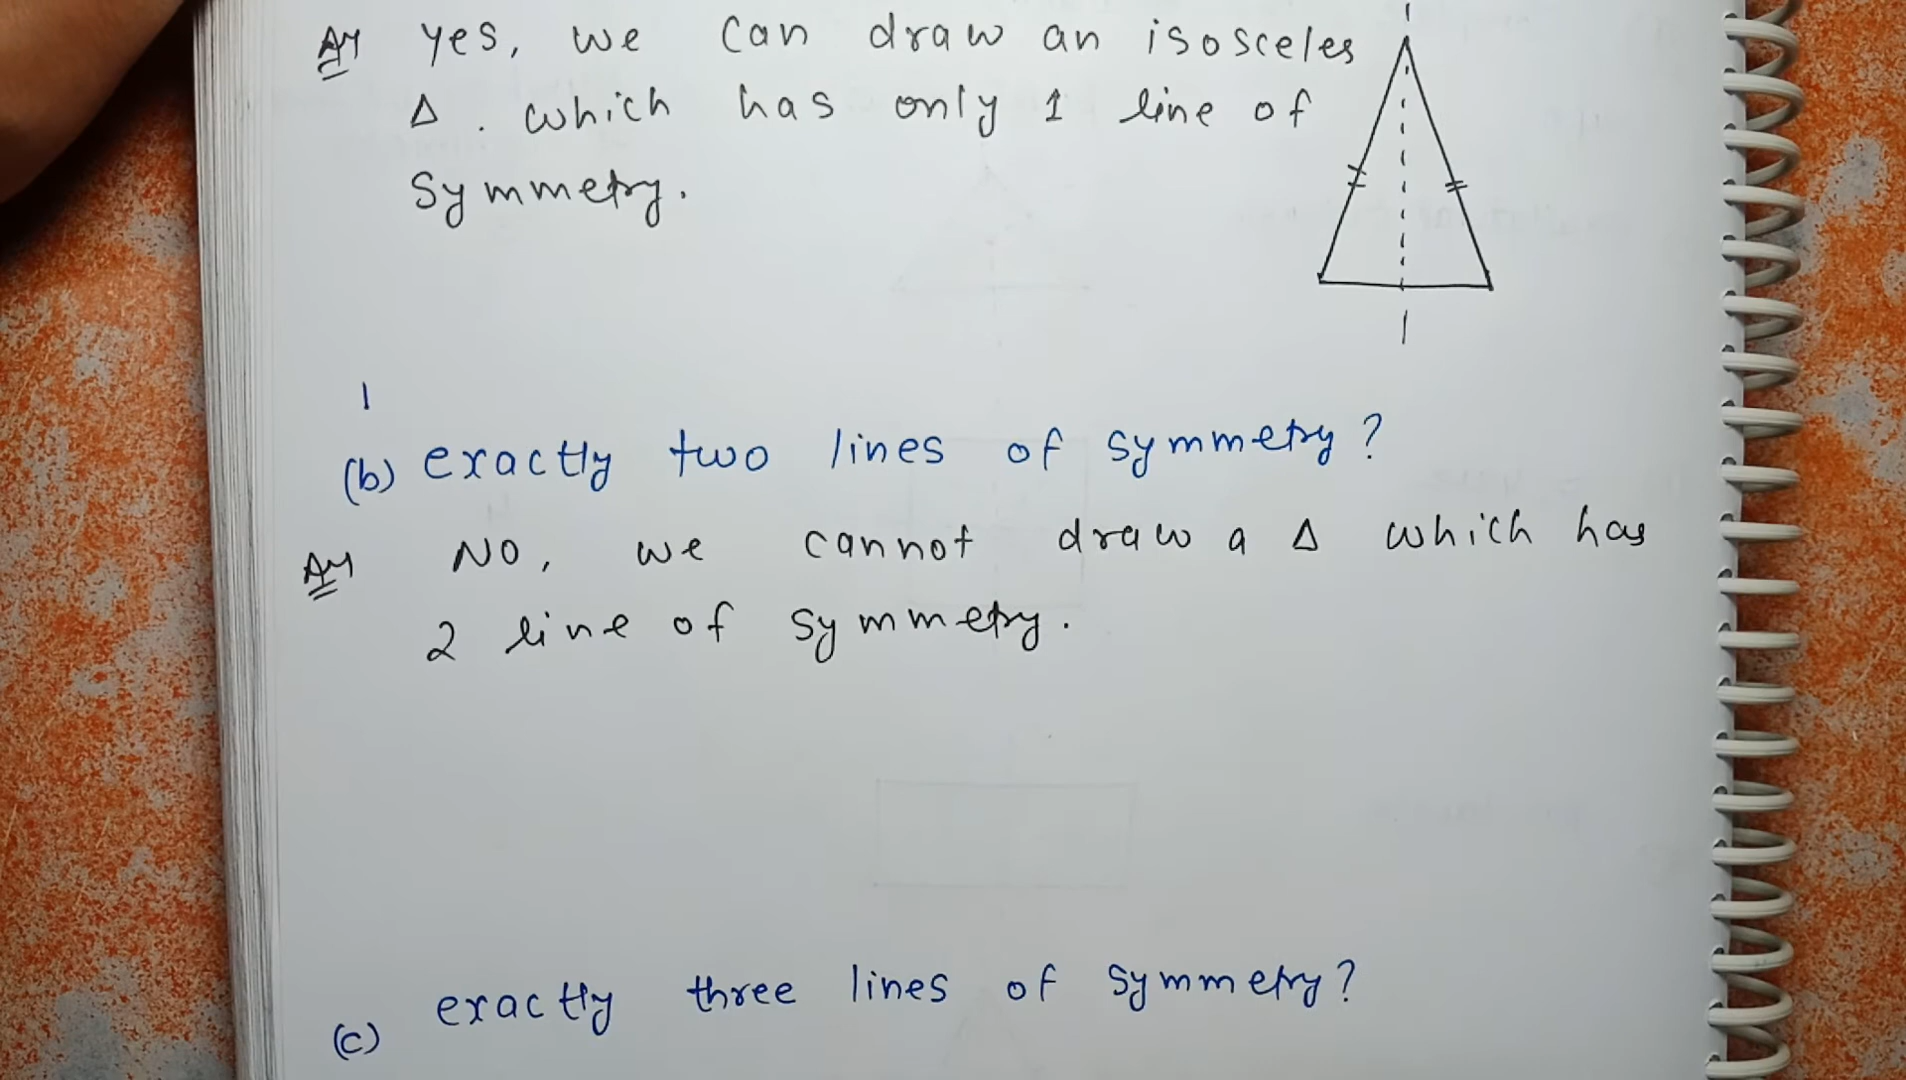 Ans Yes, we can draw an isosceles
Δ. which has only 1 line of
Symmetry.
(b) exactly two lines of symmetry?
Ans No, we cannot draw a Δ which has
2 line of symmetry.
(c) exactly three lines of symmetry?